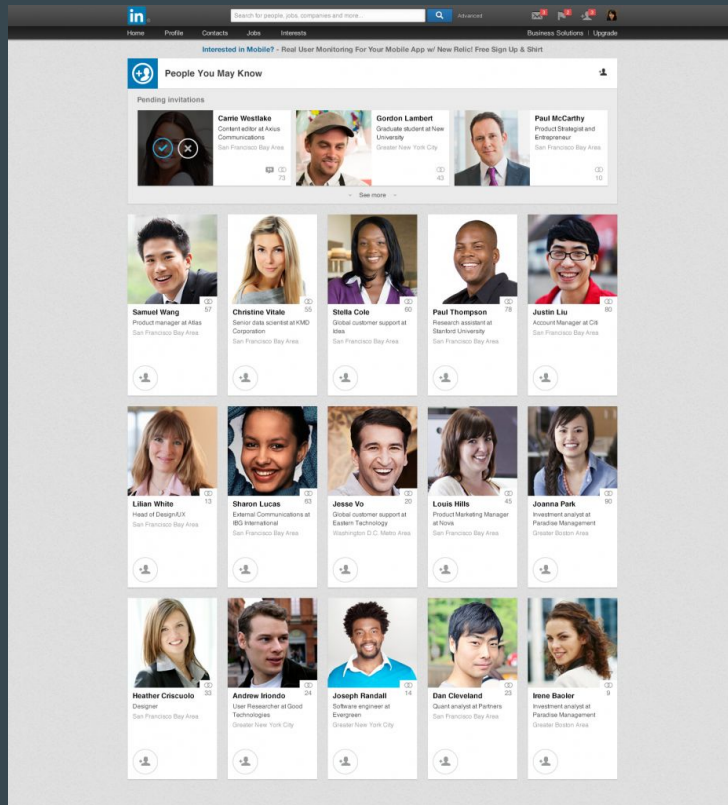 in
Search for people, jobs, companies and more...
Advanced
Home Profile Contacts Jobs Interests
Business Solutions | Upgrade
Interested in Mobile? - Real User Monitoring For Your Mobile App w/ New Relic! Free Sign Up & Shirt
People You May Know
Pending invitations
Carrie Westlake
Content editor at Axius
Communications
San Francisco Bay Area
73
Gordon Lambert
Graduate student at New
University
Greater New York City
43
Paul McCarthy
Product Strategist and
Entrepreneur
San Francisco Bay Area
10
See more
Samuel Wang
57
Product manager at Atlas
San Francisco Bay Area
Christine Vitale
55
Senior data scientist at KMD
Corporation
San Francisco Bay Area
Stella Cole
60
Global customer support at
Idea
San Francisco Bay Area
Paul Thompson
78
Research assistant at
Stanford University
San Francisco Bay Area
Justin Liu
80
Account Manager at Citi
San Francisco Bay Area
Lilian White
13
Head of Design/UX
San Francisco Bay Area
Sharon Lucas
63
External Communications at
IBG International
San Francisco Bay Area
Jesse Vo
20
Global customer support at
Eastern Technology
Washington D.C. Metro Area
Louis Hills
45
Product Marketing Manager
at Nova
San Francisco Bay Area
Joanna Park
90
Investment analyst at
Paradise Management
Greater Boston Area
Heather Criscuolo
33
Designer
San Francisco Bay Area
Andrew Iriondo
24
User Researcher at Good
Technologies
Greater New York City
Joseph Randall
14
Software engineer at
Evergreen
Greater New York City
Dan Cleveland
23
Quant analyst at Partners
San Francisco Bay Area
Irene Baoler
9
Investment analyst at
Paradise Management
Greater Boston Area